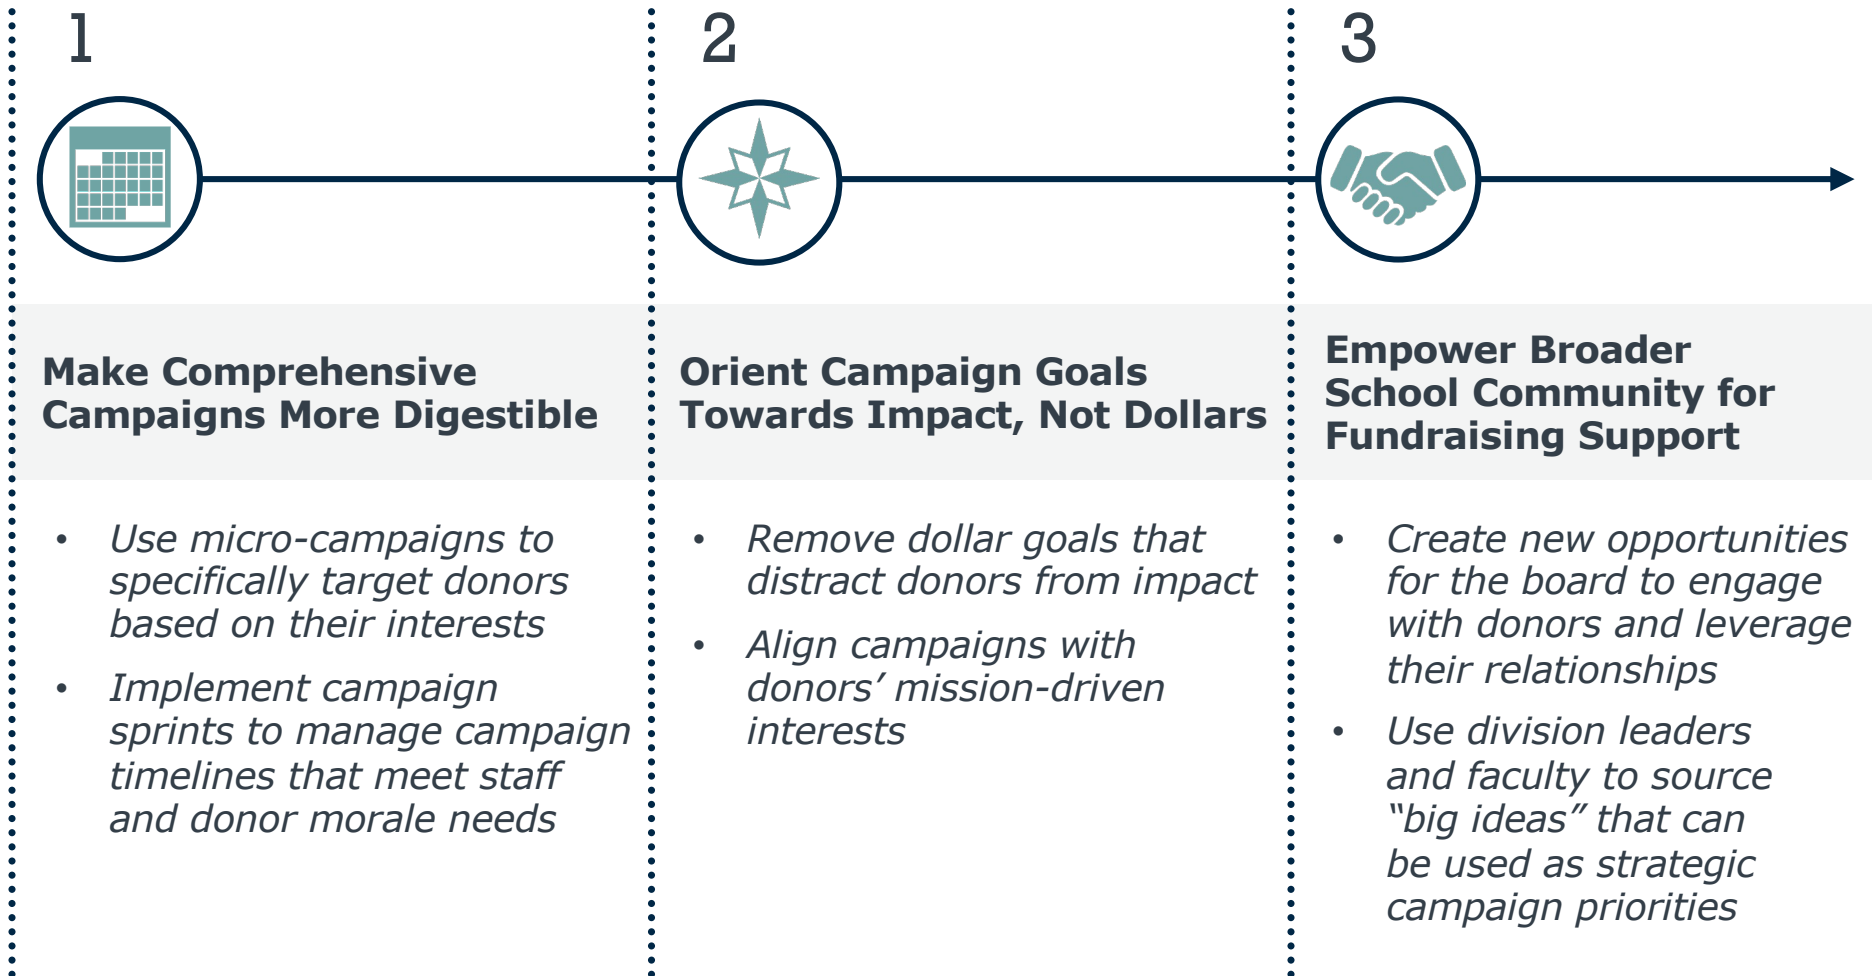 1
Make Comprehensive
Campaigns More Digestible
• Use micro-campaigns to
specifically target donors
based on their interests
• Implement campaign
sprints to manage campaign
timelines that meet staff
and donor morale needs
2
Orient Campaign Goals
Towards Impact, Not Dollars
• Remove dollar goals that
distract donors from impact
• Align campaigns with
donors’ mission-driven
interests
3
Empower Broader
School Community for
Fundraising Support
• Create new opportunities
for the board to engage
with donors and leverage
their relationships
• Use division leaders
and faculty to source
“big ideas” that can
be used as strategic
campaign priorities